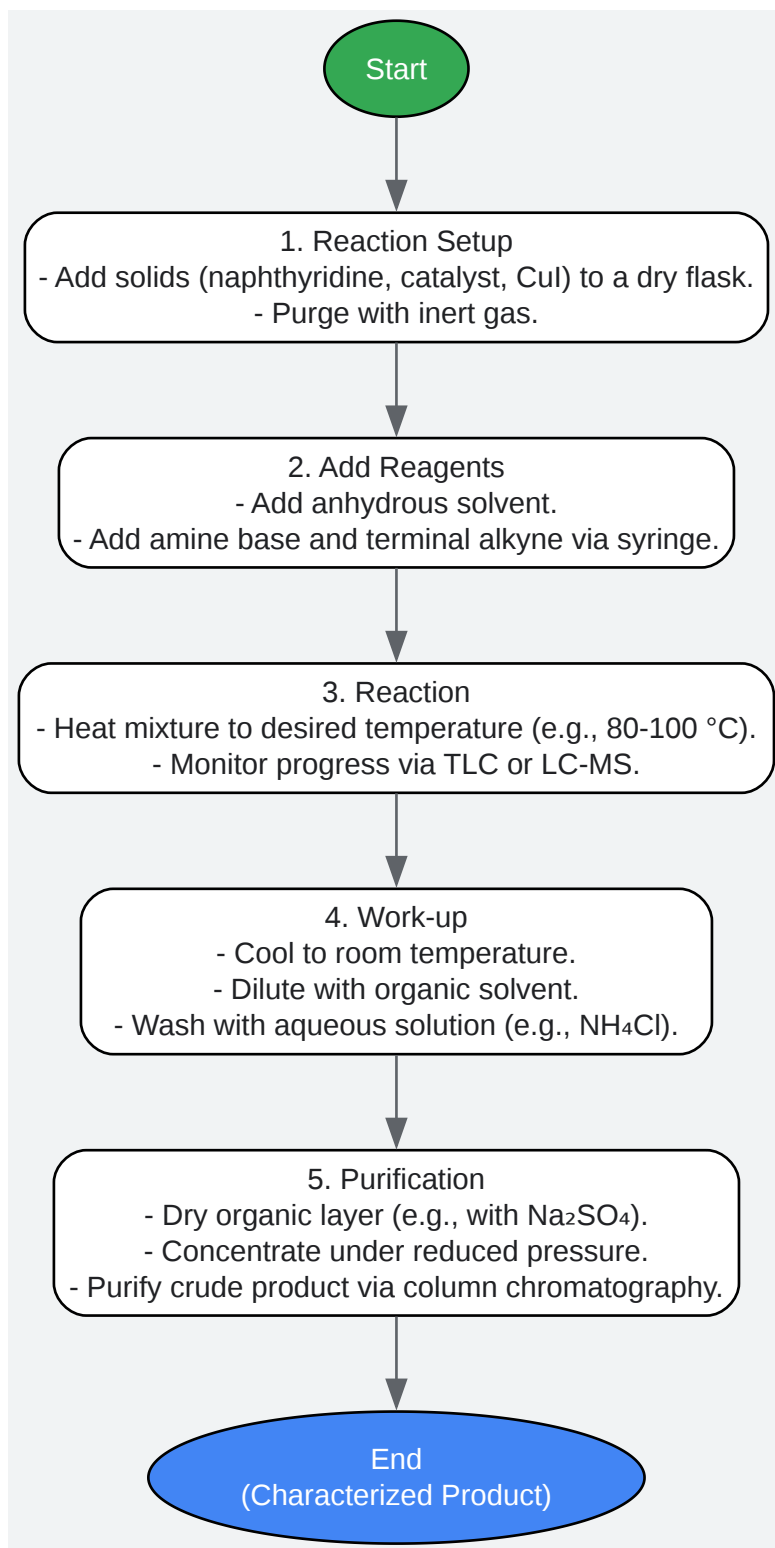 Start
1. Reaction Setup
- Add solids (naphthyridine, catalyst, CuI) to a dry flask.
- Purge with inert gas.
2. Add Reagents
- Add anhydrous solvent.
- Add amine base and terminal alkyne via syringe.
3. Reaction
- Heat mixture to desired temperature (e.g., 80-100 °C).
- Monitor progress via TLC or LC-MS.
4. Work-up
- Cool to room temperature.
- Dilute with organic solvent.
- Wash with aqueous solution (e.g., NH₄Cl).
5. Purification
- Dry organic layer (e.g., with Na₂SO₄).
- Concentrate under reduced pressure.
- Purify crude product via column chromatography.
End
(Characterized Product)